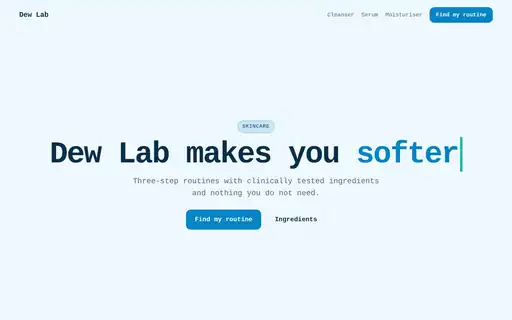 Dew Lab
Cleanser Serum Moisturiser Find my routine
SKINCARE
Dew Lab makes you softer
Three-step routines with clinically tested ingredients
and nothing you do not need.
Find my routine Ingredients